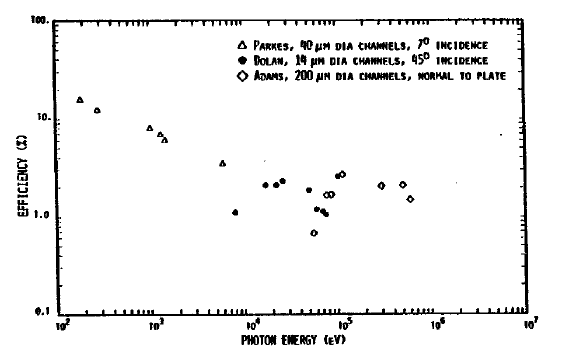 100.
△ PARKES, 40 μM DIA CHANNELS, 7° INCIDENCE
● DOLAN, 14 μM DIA CHANNELS, 45° INCIDENCE
◇ ADAMS, 200 μM DIA CHANNELS, NORMAL TO PLATE
10.
EFFICIENCY (%)
1.0
0.1
10² 10³ 10⁴ 10⁵ 10⁶ 10⁷
PHOTON ENERGY (eV)